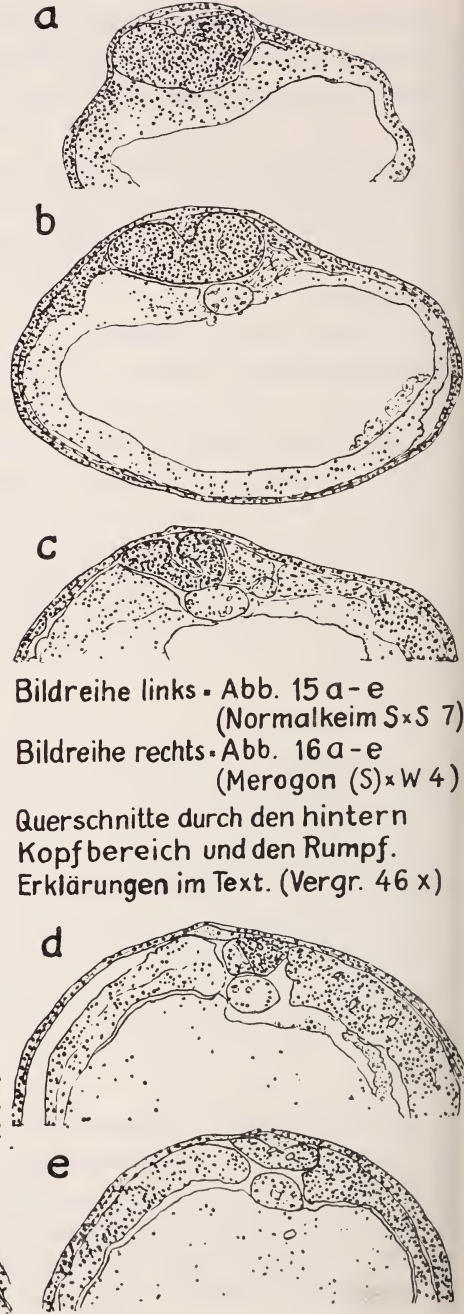 a
b
c
Bildreihe links · Abb. 15 a-e
(Normalkeim S×S 7)
Bildreihe rechts · Abb. 16 a-e
(Merogon (S)×W 4)
Querschnitte durch den hintern
Kopfbereich und den Rumpf.
Erklärungen im Text. (Vergr. 46 x)
d
e